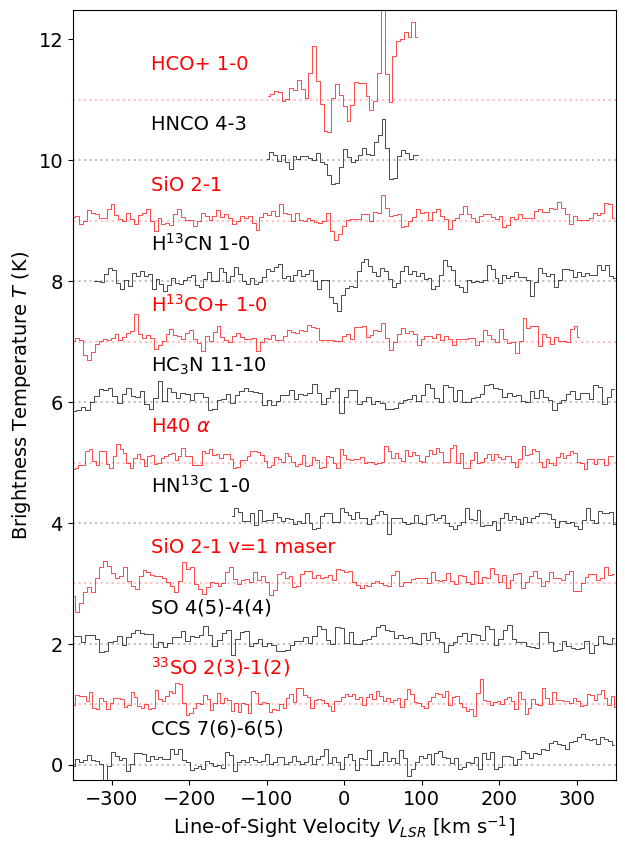 HCO+ 1-0
12
HNCO 4-3
10
SiO 2-1
H¹³CN 1-0
8
H¹³CO+ 1-0
HC₃N 11-10
6
H40 α
HN¹³C 1-0
4
SiO 2-1 v=1 maser
SO 4(5)-4(4)
2
³³SO 2(3)-1(2)
CCS 7(6)-6(5)
0
Brightness Temperature T (K)
−300 −200 −100 0 100 200 300
Line-of-Sight Velocity V_LSR [km s⁻¹]